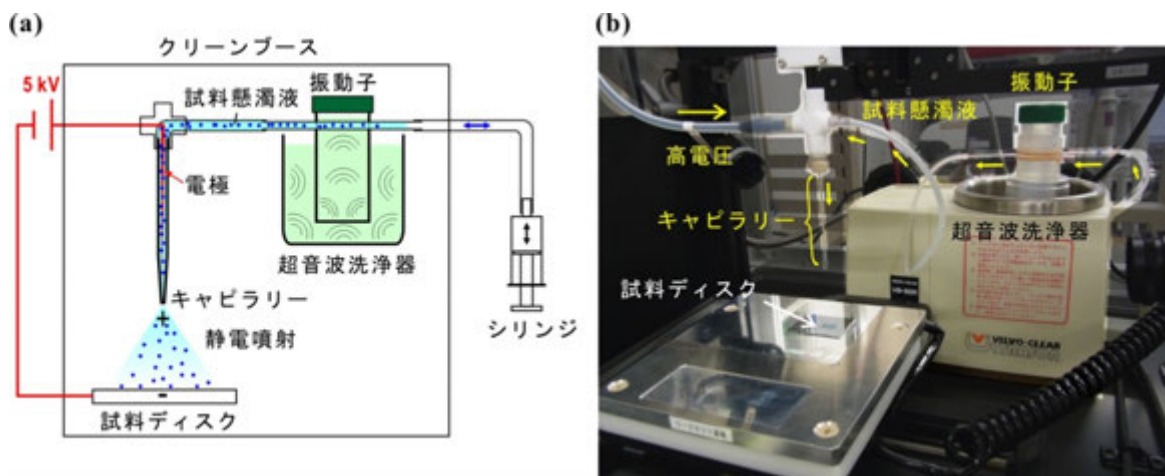 (a)
クリーンブース
5 kV
試料懸濁液
振動子
電極
超音波洗浄器
キャピラリー
+
静電噴射
-
試料ディスク
シリンジ
(b)
振動子
試料懸濁液
高電圧
キャピラリー
超音波洗浄器
試料ディスク
VELVO-CLEAR